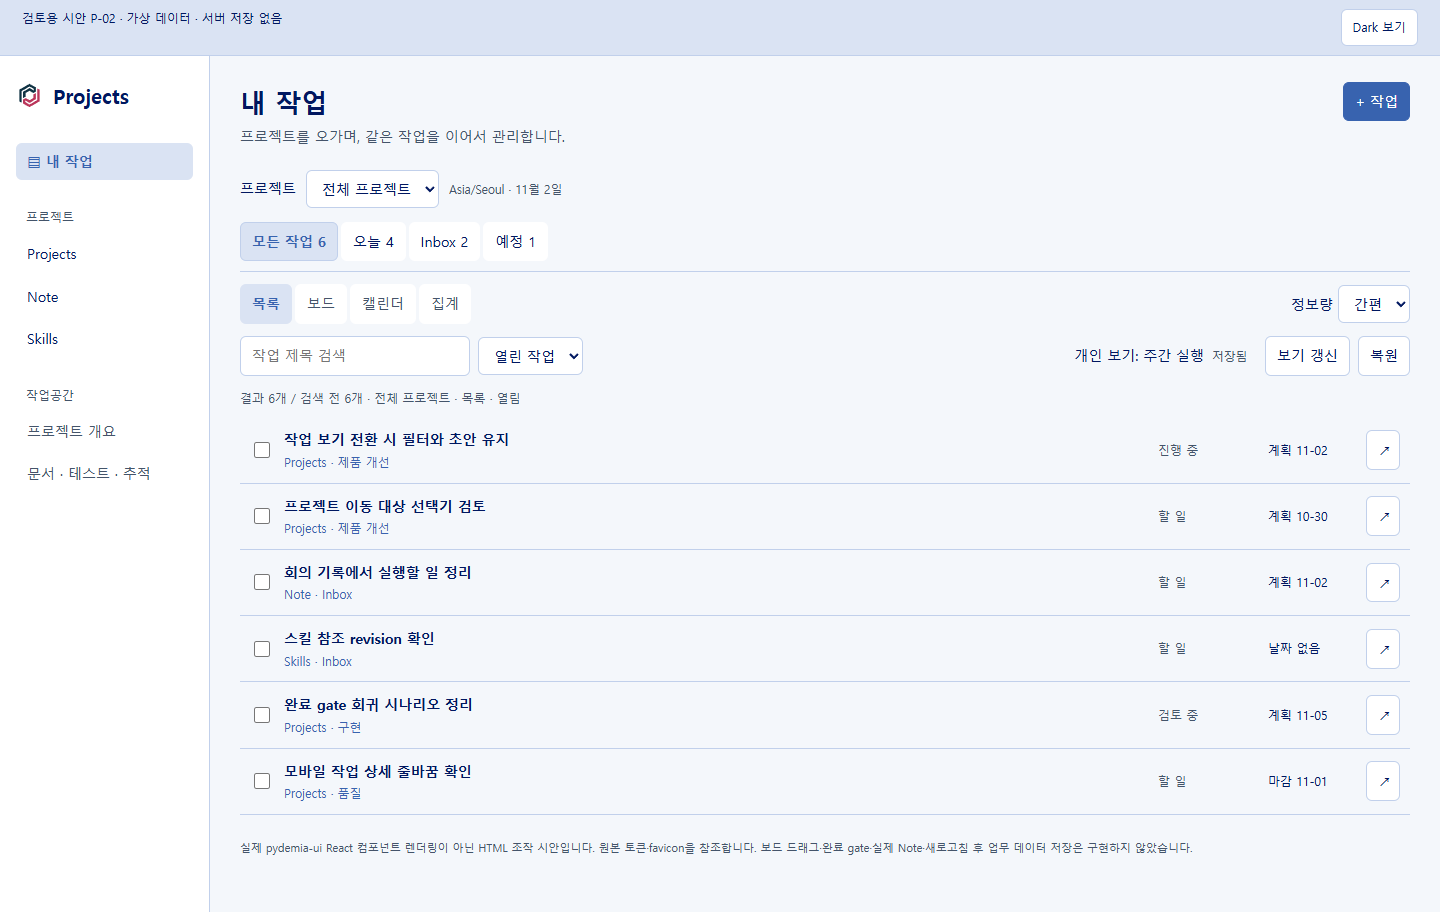 검토용 시안 P-02 · 가상 데이터 · 서버 저장 없음
Dark 보기
Projects
내 작업
프로젝트
Projects
Note
Skills
작업공간
프로젝트 개요
문서 · 테스트 · 추적
내 작업
+ 작업
프로젝트를 오가며, 같은 작업을 이어서 관리합니다.
프로젝트 전체 프로젝트 Asia/Seoul · 11월 2일
모든 작업 6 오늘 4 Inbox 2 예정 1
목록 보드 캘린더 집계 정보량 간편
작업 제목 검색 열린 작업 개인 보기: 주간 실행 저장됨 보기 갱신 복원
결과 6개 / 검색 전 6개 · 전체 프로젝트 · 목록 · 열림
작업 보기 전환 시 필터와 초안 유지
Projects · 제품 개선
진행 중 계획 11-02 ↗
프로젝트 이동 대상 선택기 검토
Projects · 제품 개선
할 일 계획 10-30 ↗
회의 기록에서 실행할 일 정리
Note · Inbox
할 일 계획 11-02 ↗
스킬 참조 revision 확인
Skills · Inbox
할 일 날짜 없음 ↗
완료 gate 회귀 시나리오 정리
Projects · 구현
검토 중 계획 11-05 ↗
모바일 작업 상세 줄바꿈 확인
Projects · 품질
할 일 마감 11-01 ↗
실제 pydemia-ui React 컴포넌트 렌더링이 아닌 HTML 조작 시안입니다. 원본 토큰·favicon을 참조합니다. 보드 드래그·완료 gate·실제 Note·새로고침 후 업무 데이터 저장은 구현하지 않았습니다.